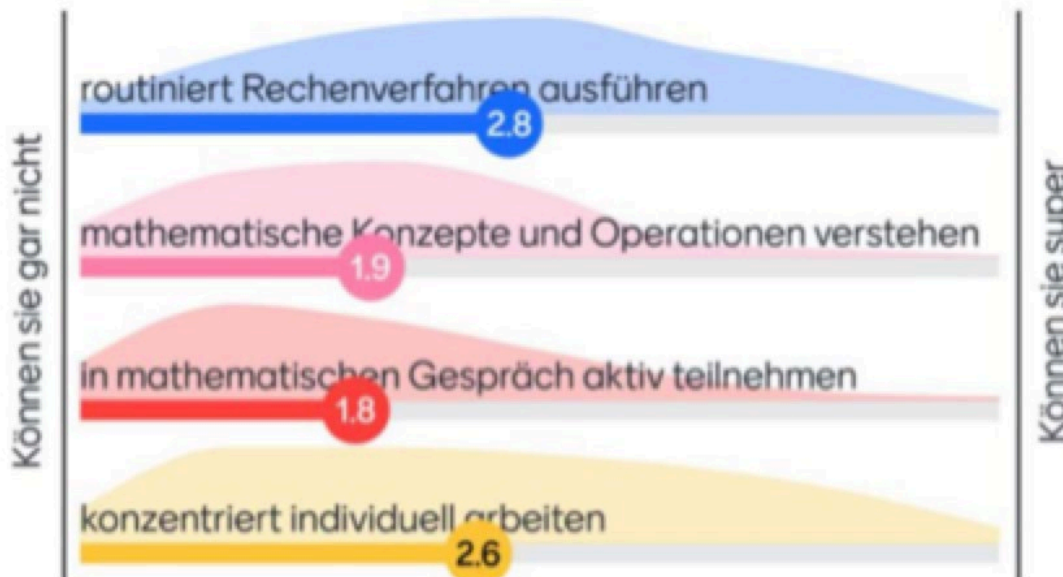 Können sie gar nicht
routiniert Rechenverfahren ausführen
2.8
mathematische Konzepte und Operationen verstehen
1.9
in mathematischen Gespräch aktiv teilnehmen
1.8
konzentriert individuell arbeiten
2.6
Können sie super